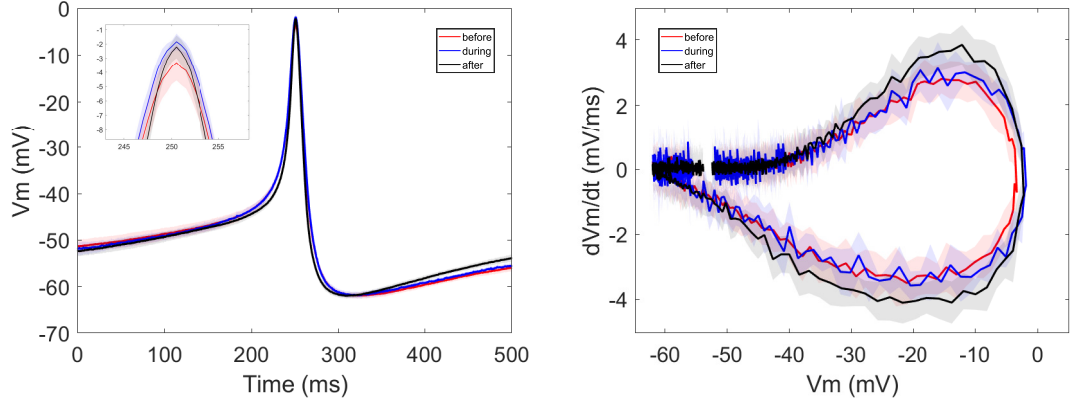 0
-10
-20
-30
-40
-50
-60
-70
Vm (mV)
-1
-2
-3
-4
-5
-6
-7
-8
245 250 255
before
during
after
0 100 200 300 400 500
Time (ms)
4
2
0
-2
-4
dVm/dt (mV/ms)
before
during
after
-60 -50 -40 -30 -20 -10 0
Vm (mV)